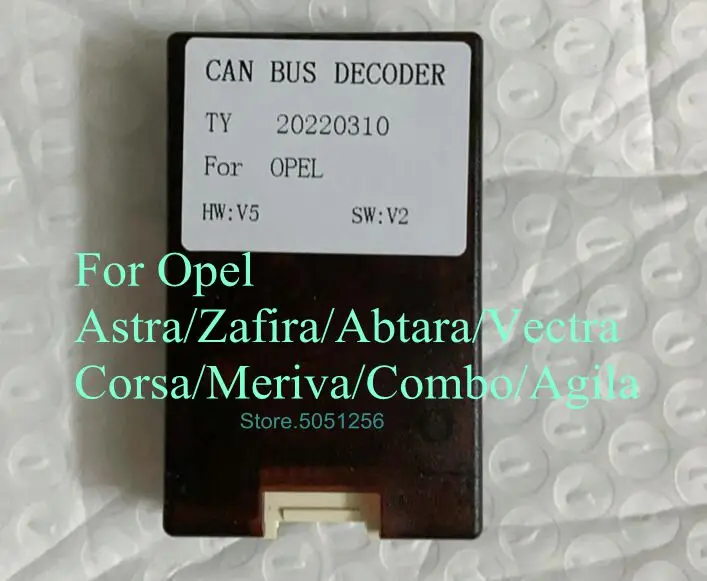 CAN BUS DECODER
TY 20220310
For OPEL
HW:V5 SW:V2
For Opel
Astra/Zafira/Abtara/Vectra
Corsa/Meriva/Combo/Agila
Store.5051256